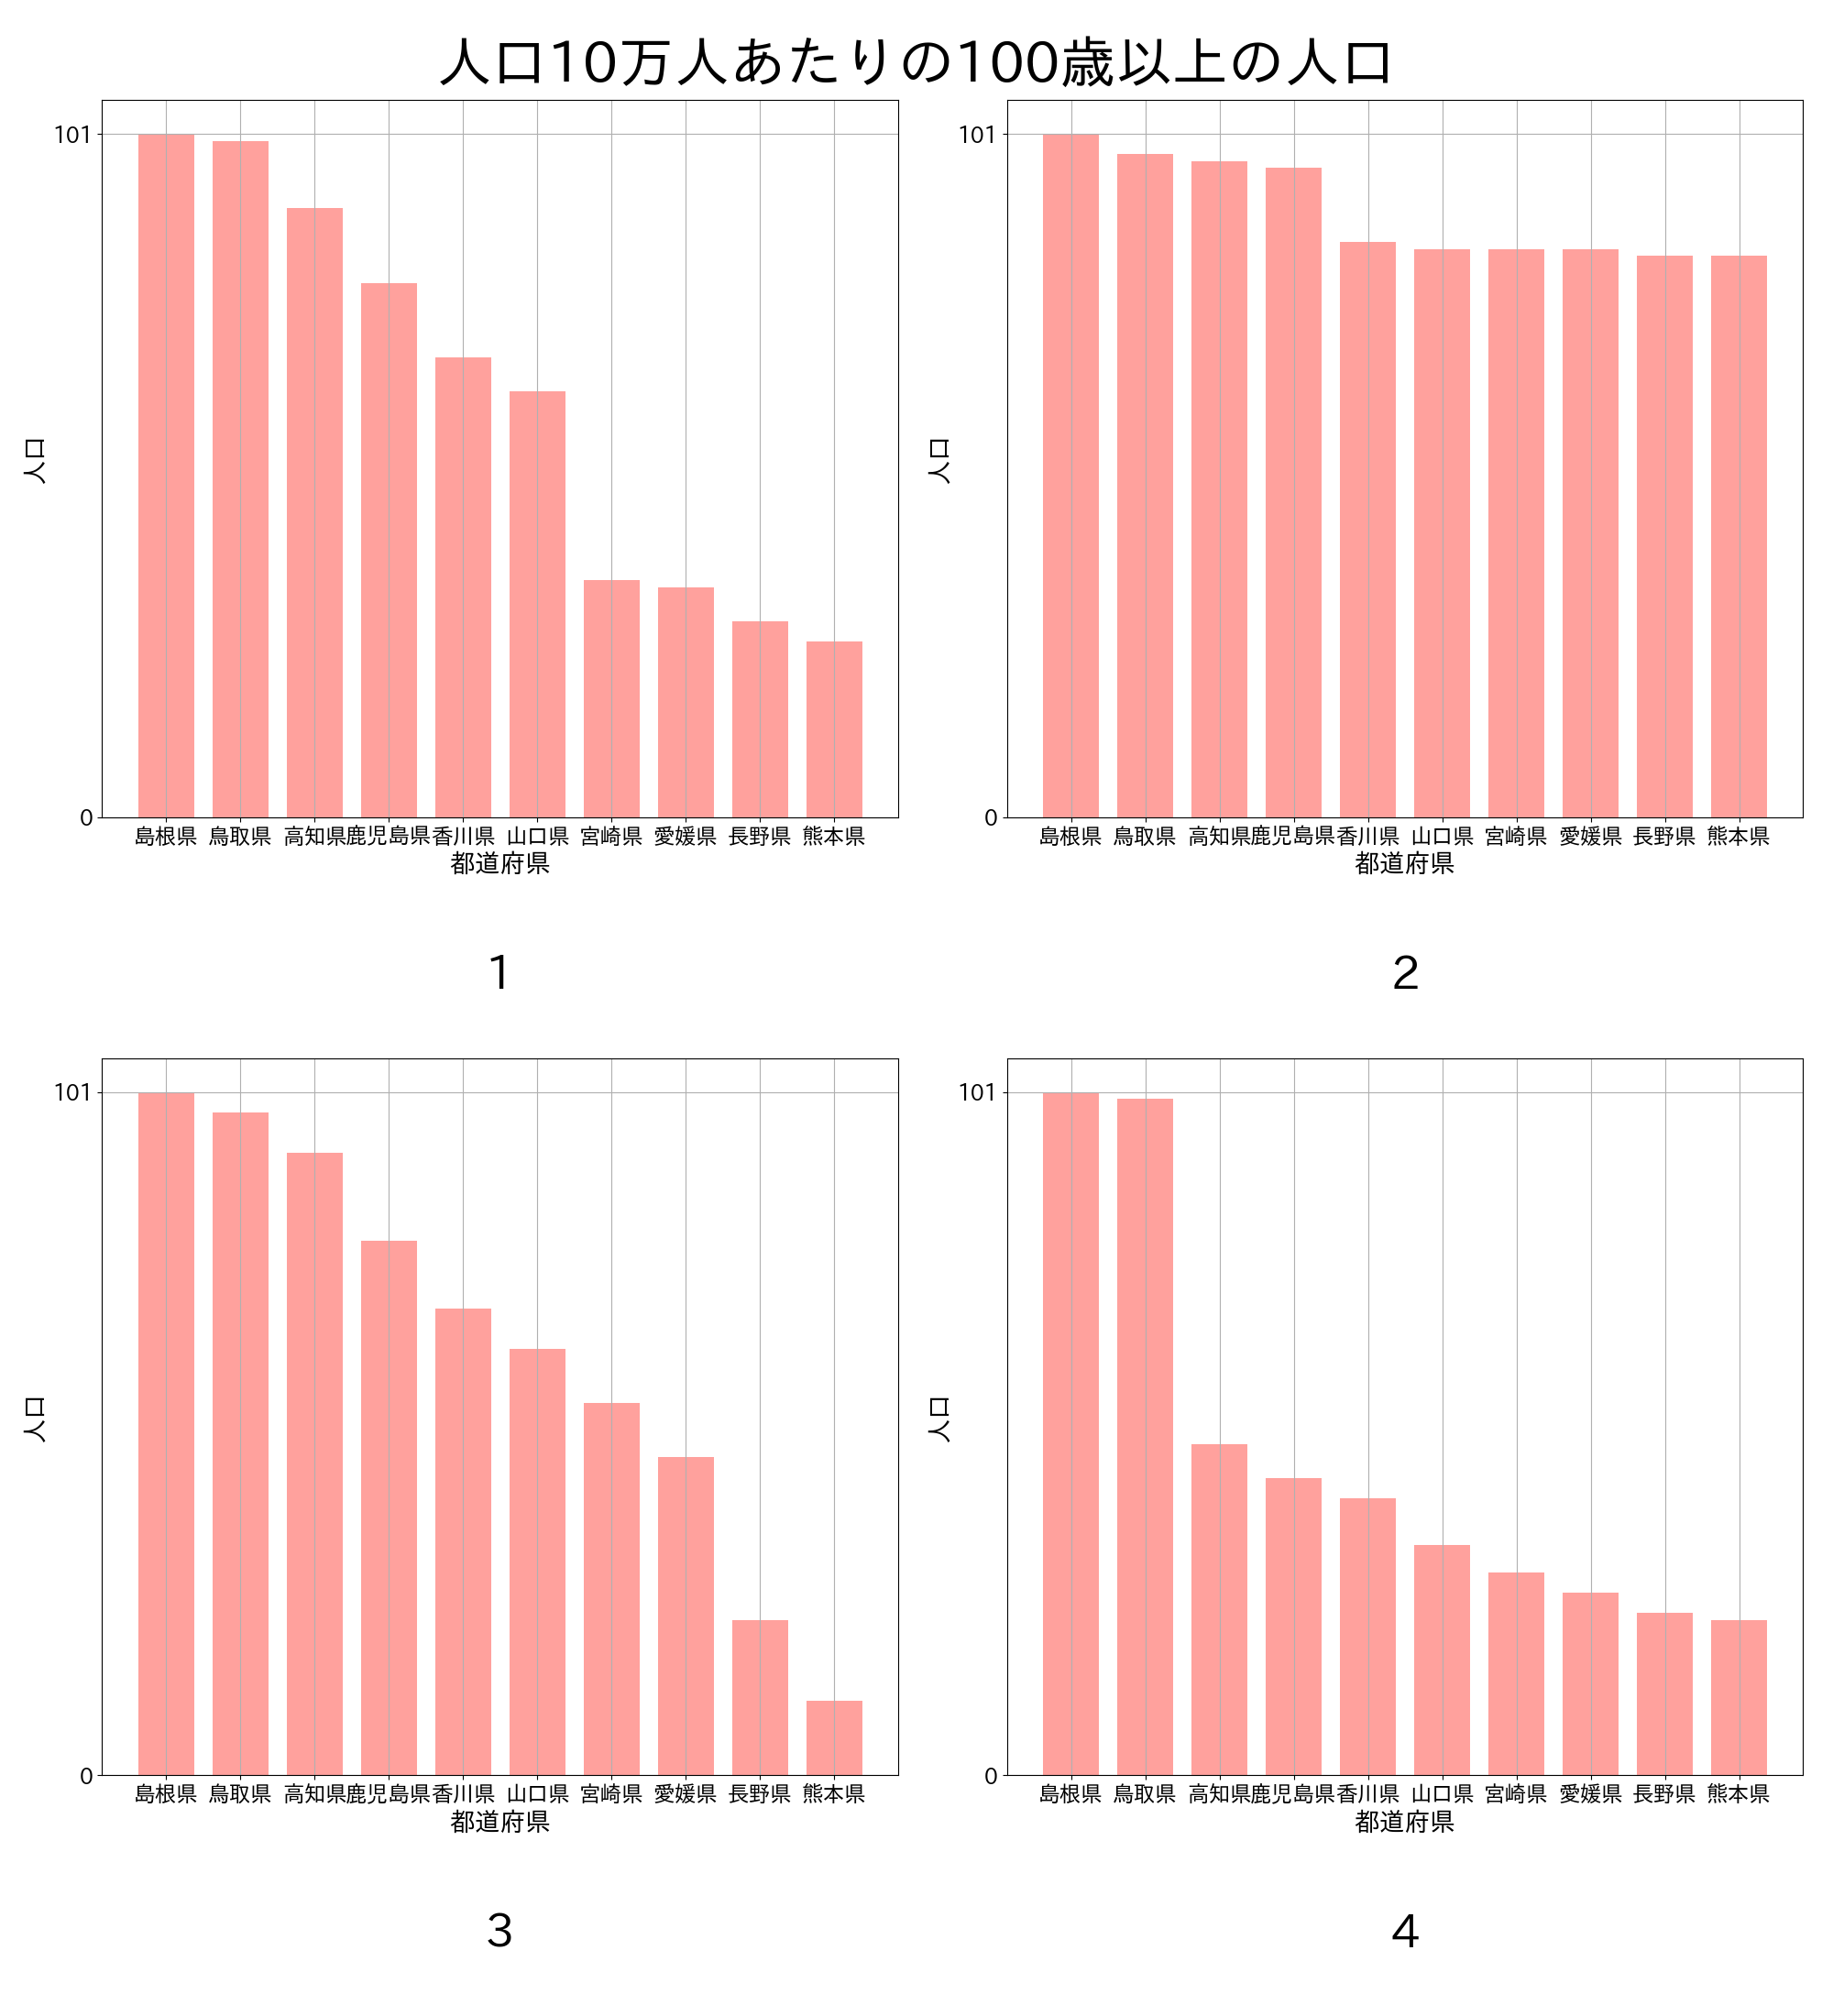 人口10万人あたりの100歳以上の人口
101
0
人口
島根県 鳥取県 高知県 鹿児島県 香川県 山口県 宮崎県 愛媛県 長野県 熊本県
都道府県
1
101
0
人口
島根県 鳥取県 高知県 鹿児島県 香川県 山口県 宮崎県 愛媛県 長野県 熊本県
都道府県
2
101
0
人口
島根県 鳥取県 高知県 鹿児島県 香川県 山口県 宮崎県 愛媛県 長野県 熊本県
都道府県
3
101
0
人口
島根県 鳥取県 高知県 鹿児島県 香川県 山口県 宮崎県 愛媛県 長野県 熊本県
都道府県
4